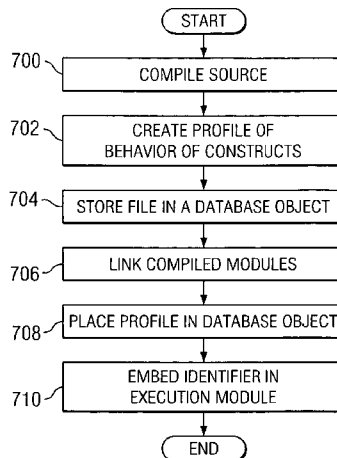 START
700
COMPILE SOURCE
702
CREATE PROFILE OF
BEHAVIOR OF CONSTRUCTS
704
STORE FILE IN A DATABASE OBJECT
706
LINK COMPILED MODULES
708
PLACE PROFILE IN DATABASE OBJECT
710
EMBED IDENTIFIER IN
EXECUTION MODULE
END